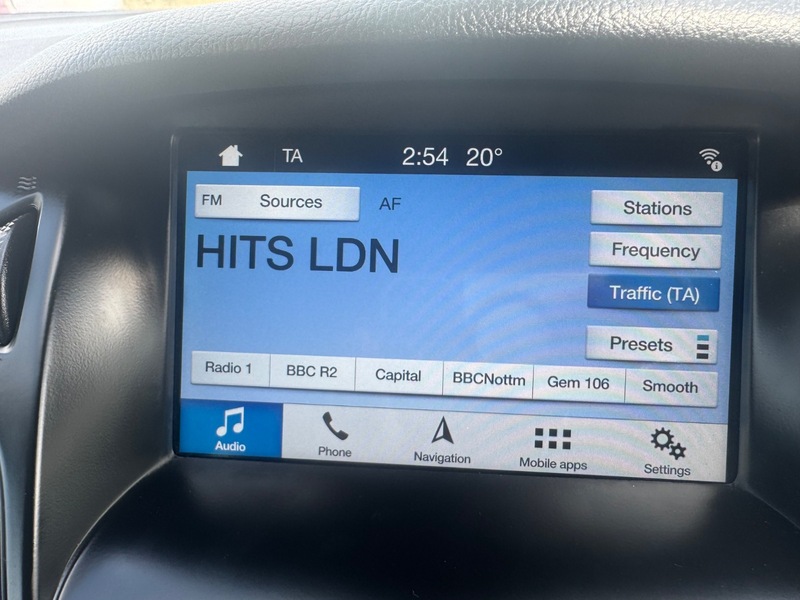 TA 2:54 20°
FM Sources AF Stations
HITS LDN
Frequency
Traffic (TA)
Presets
Radio 1 BBC R2 Capital BBCNottm Gem 106 Smooth
Audio Phone Navigation Mobile apps Settings